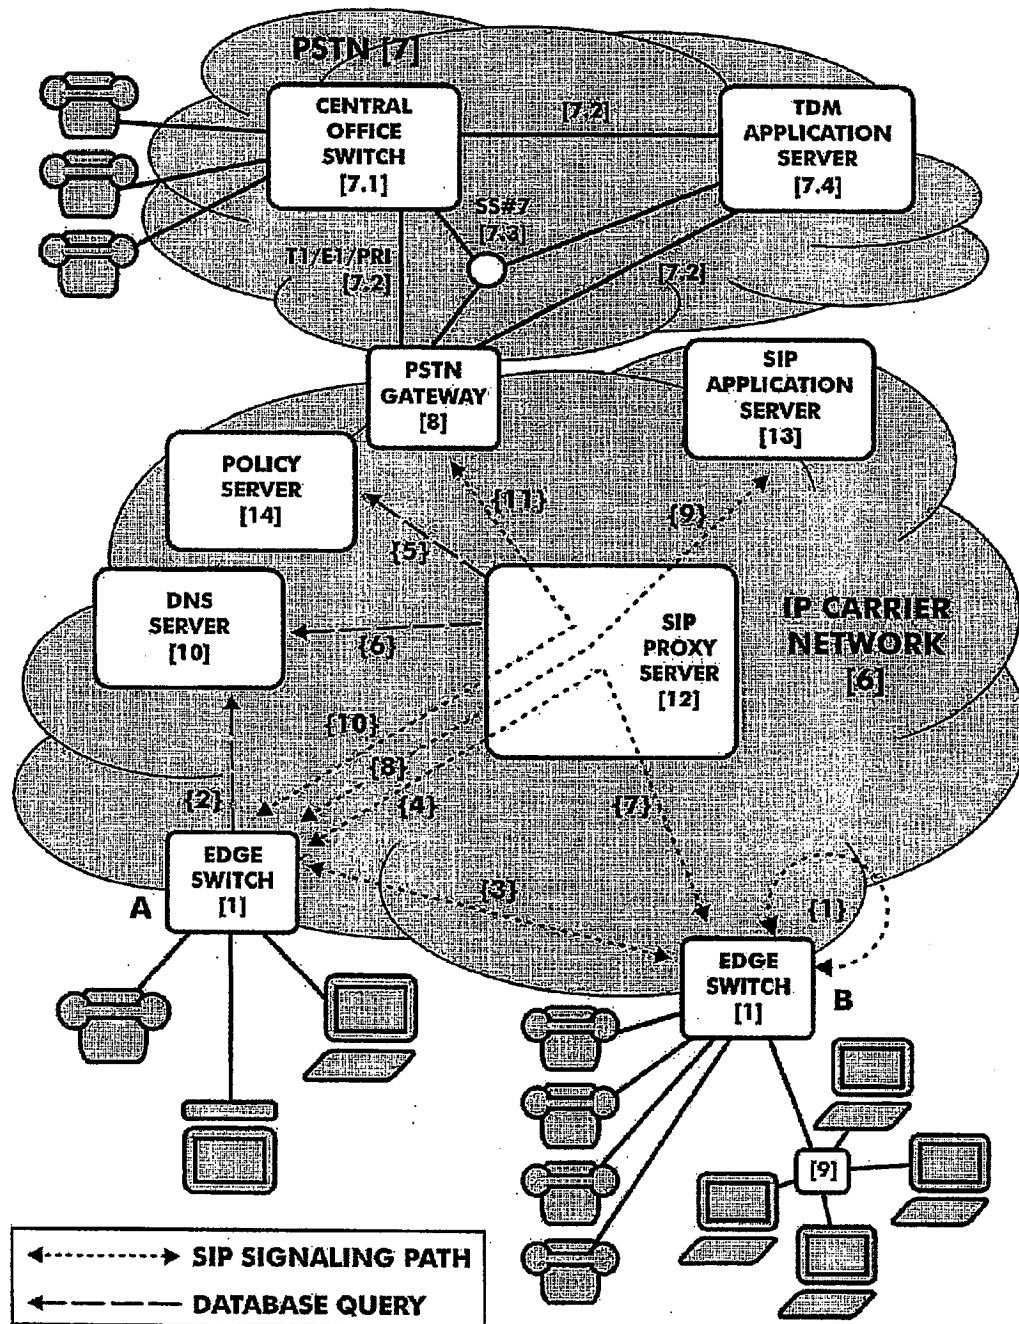 PSTN [7]
CENTRAL
OFFICE
SWITCH
[7.1]
[7.2]
TDM
APPLICATION
SERVER
[7.4]
SS#7
[7.3]
T1/E1/PRI
[7.2]
[7.2]
PSTN
GATEWAY
[8]
SIP
APPLICATION
SERVER
[13]
POLICY
SERVER
[14]
{11}
{9}
{5}
DNS
SERVER
[10]
{6}
SIP
PROXY
SERVER
[12]
IP CARRIER
NETWORK
[6]
{10}
{8}
{4}
{2}
{7}
EDGE
SWITCH
[1]
A
{3}
{1}
EDGE
SWITCH
[1]
B
[9]
SIP SIGNALING PATH
DATABASE QUERY